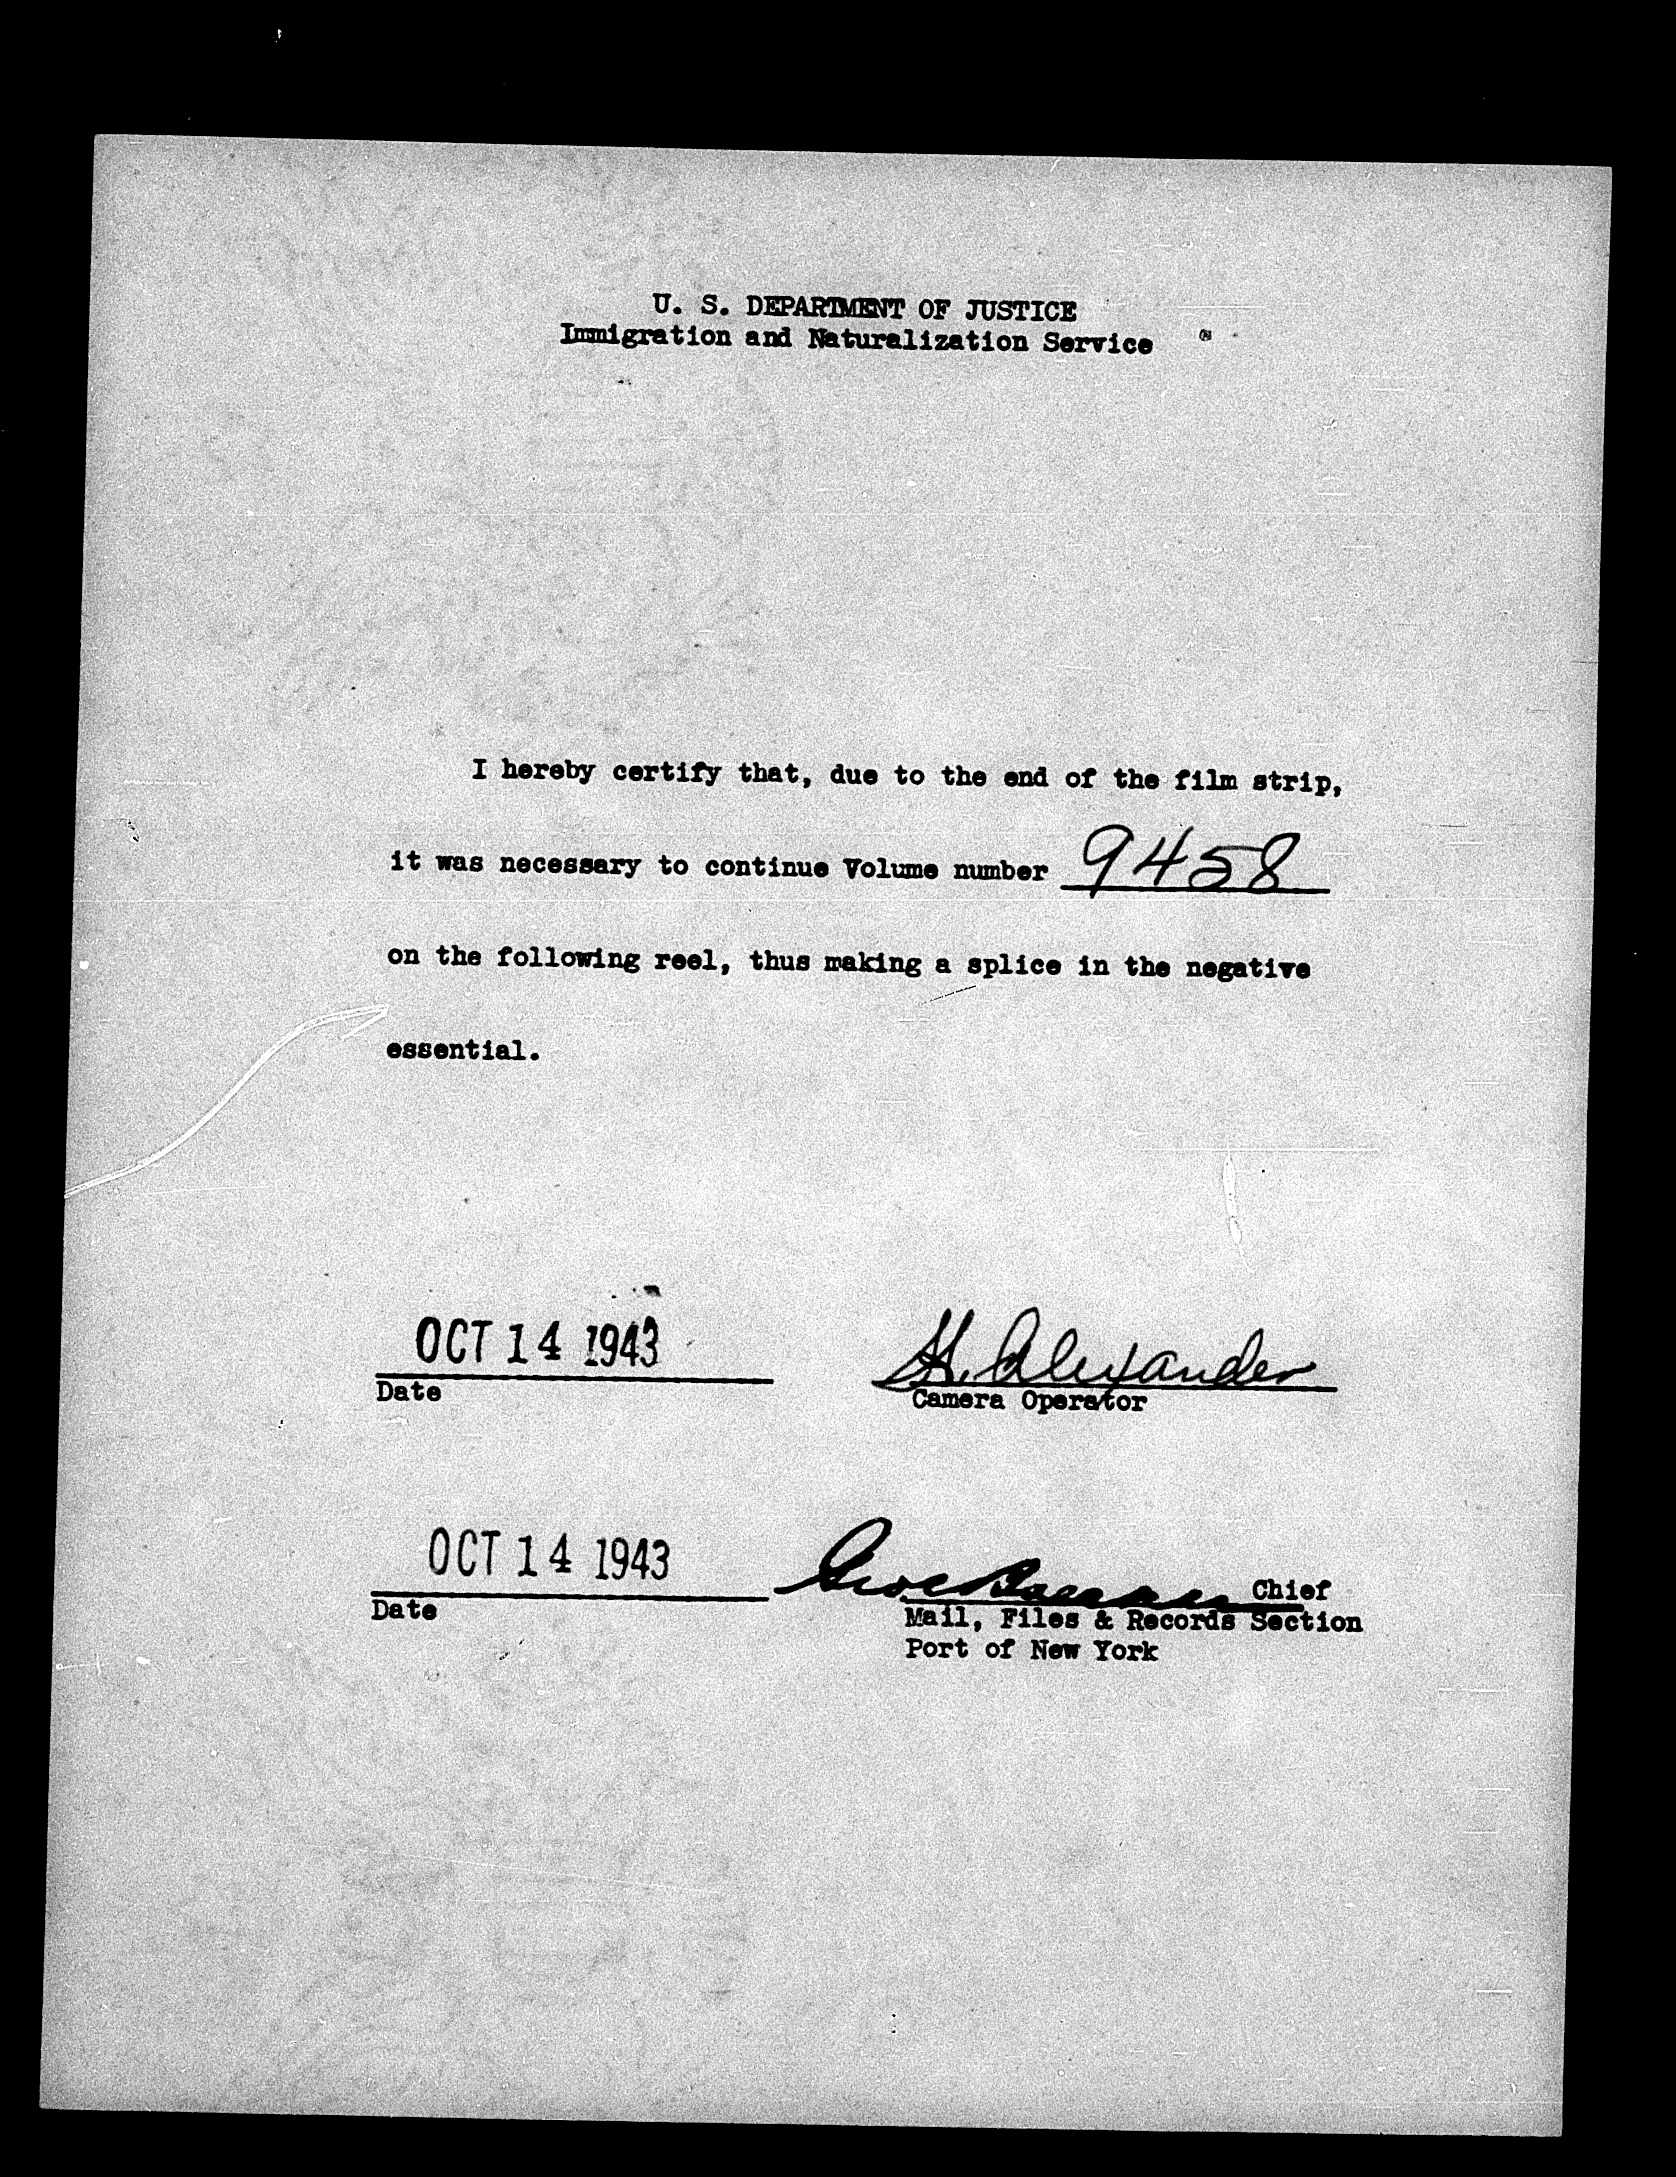 U. S. DEPARTMENT OF JUSTICE
Immigration and Naturalization Service
I hereby certify that, due to the end of the film strip,
it was necessary to continue Volume number 9458
on the following reel, thus making a splice in the negative
essential.
OCT 14 1943 H. Alexander
Date Camera Operator
OCT 14 1943 Chief
Date Mail, Files & Records Section
Port of New York